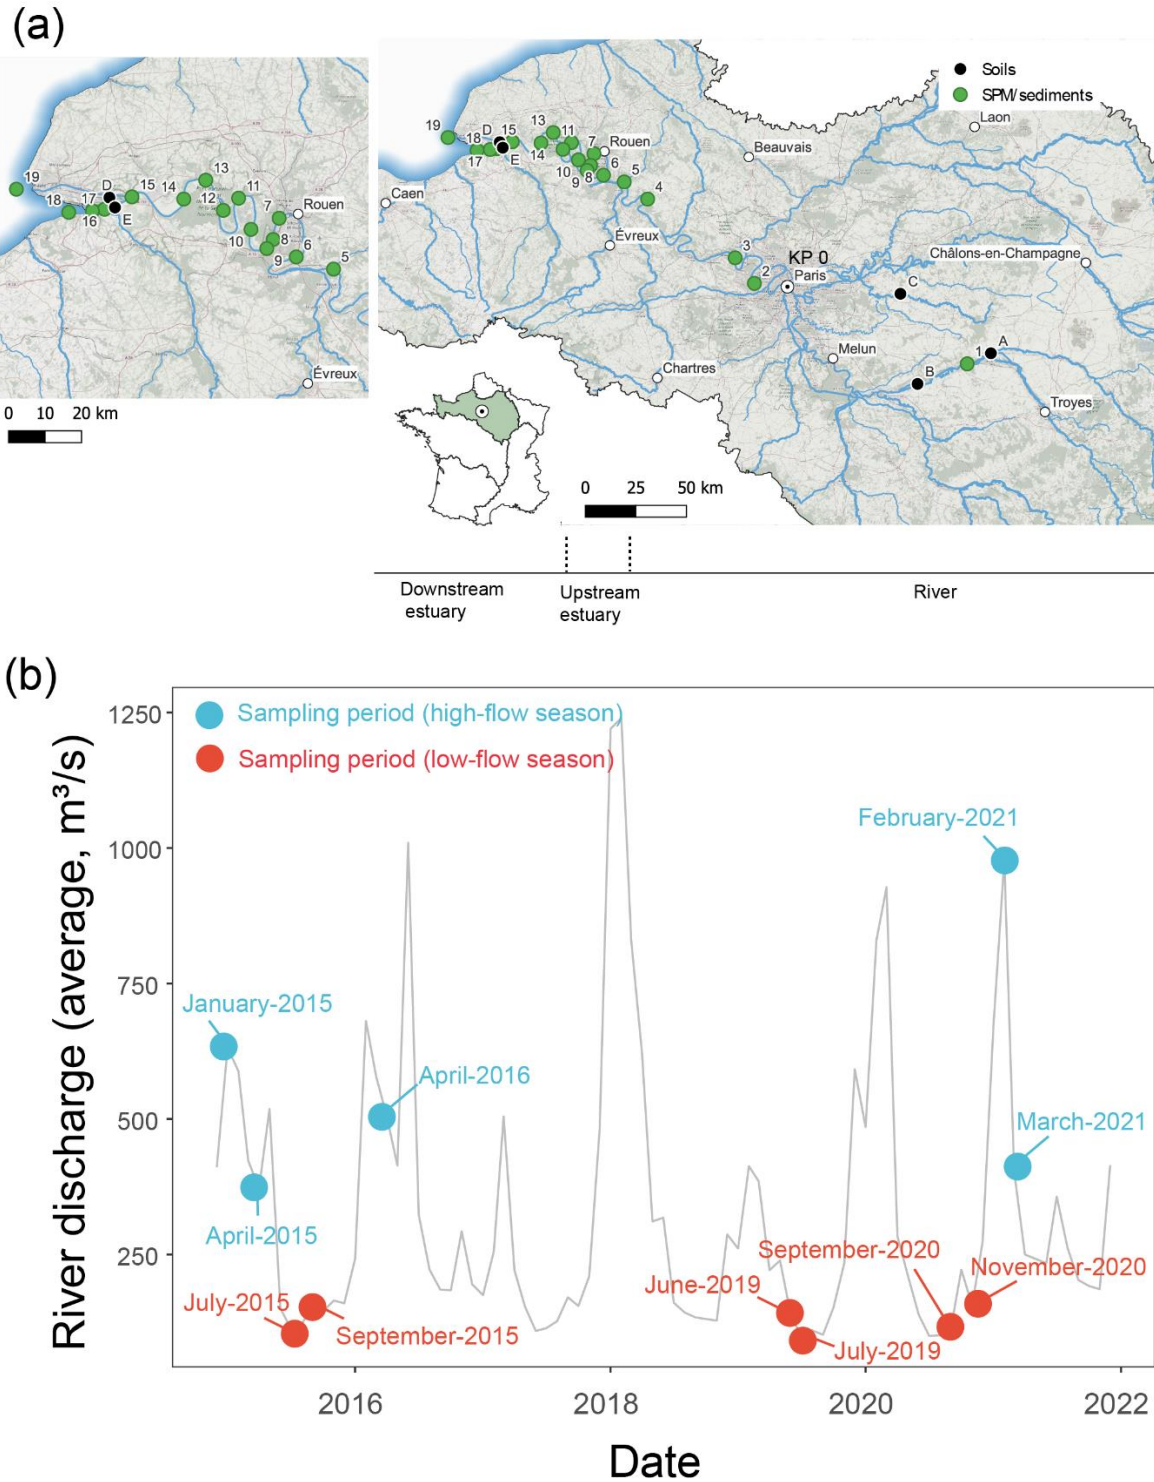 (a)
19
18
17
16
D
E
15
14
13
12
11
10
9
8
7
6
5
Rouen
Évreux
0 10 20 km
Soils
SPM/sediments
Laon
Beauvais
Rouen
Caen
Évreux
19
18
17
D
E
15
14
13
11
10
9
8
7
6
5
4
3
2
KP 0
Paris
Châlons-en-Champagne
C
A
1
B
Melun
Chartres
Troyes
0 25 50 km
Downstream
estuary
Upstream
estuary
River
(b)
Sampling period (high-flow season)
Sampling period (low-flow season)
River discharge (average, m³/s)
1250
1000
750
500
250
January-2015
April-2015
July-2015
September-2015
April-2016
June-2019
July-2019
September-2020
November-2020
February-2021
March-2021
2016 2018 2020 2022
Date